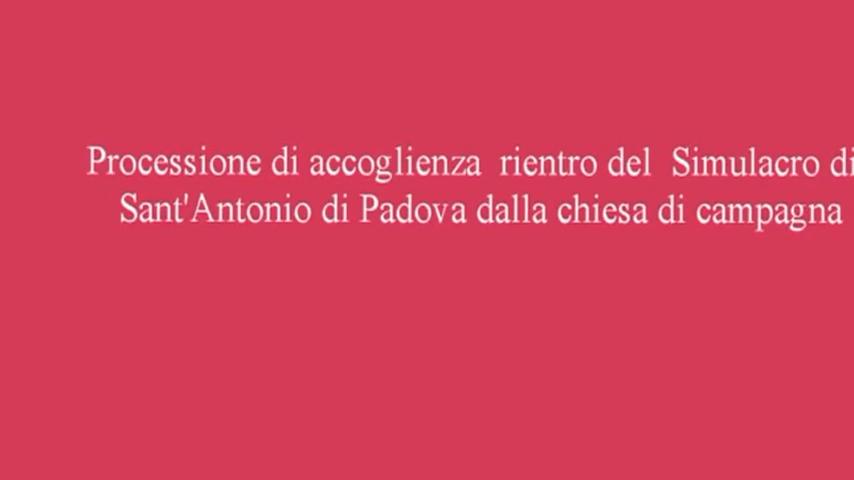 Processione di accoglienza rientro del Simulacro di
Sant'Antonio di Padova dalla chiesa di campagna